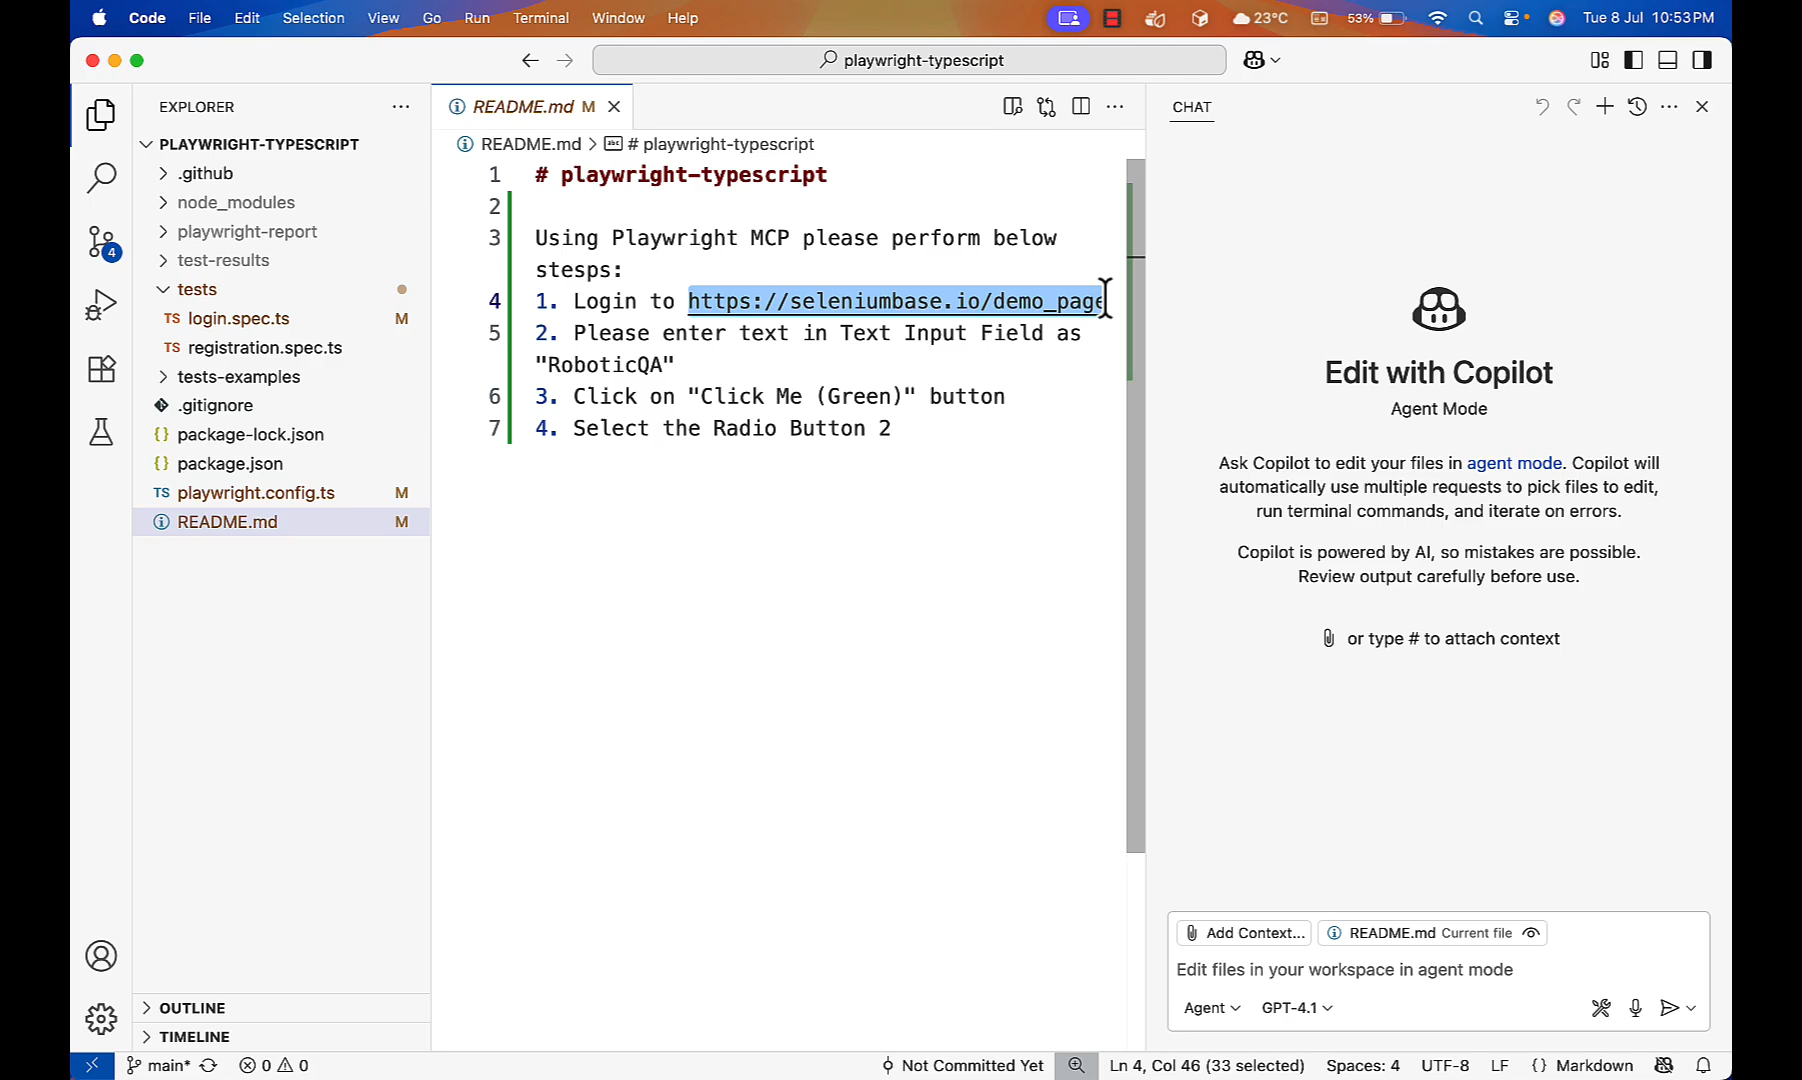 Code File Edit Selection View Go Run Terminal Window Help 23°C 53% Tue 8 Jul 10:53 PM
playwright-typescript
EXPLORER
README.md M
CHAT
PLAYWRIGHT-TYPESCRIPT
README.md > # playwright-typescript
.github
node_modules
playwright-report
test-results
tests
TS login.spec.ts M
TS registration.spec.ts
tests-examples
.gitignore
{} package-lock.json
{} package.json
TS playwright.config.ts M
README.md M
4
1 # playwright-typescript
2
3 Using Playwright MCP please perform below
stesps:
4 1. Login to https://seleniumbase.io/demo_page
5 2. Please enter text in Text Input Field as
"RoboticQA"
6 3. Click on "Click Me (Green)" button
7 4. Select the Radio Button 2
Edit with Copilot
Agent Mode
Ask Copilot to edit your files in agent mode. Copilot will
automatically use multiple requests to pick files to edit,
run terminal commands, and iterate on errors.
Copilot is powered by AI, so mistakes are possible.
Review output carefully before use.
or type # to attach context
Add Context... README.md Current file
Edit files in your workspace in agent mode
Agent GPT-4.1
OUTLINE
TIMELINE
main* 0 0 Not Committed Yet Ln 4, Col 46 (33 selected) Spaces: 4 UTF-8 LF {} Markdown